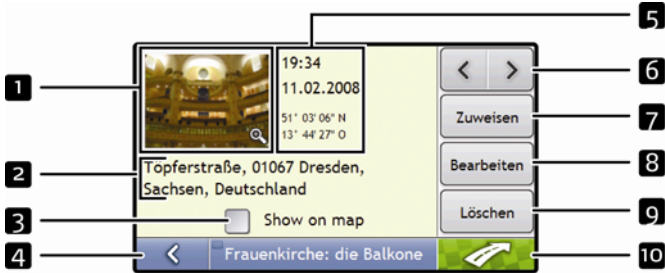 5
19:34
11.02.2008
51° 03' 06" N
13° 44' 27" O
1
6
Zuweisen
7
Töpferstraße, 01067 Dresden,
Sachsen, Deutschland
2
Bearbeiten
8
3
Show on map
Löschen
9
4
Frauenkirche: die Balkone
10